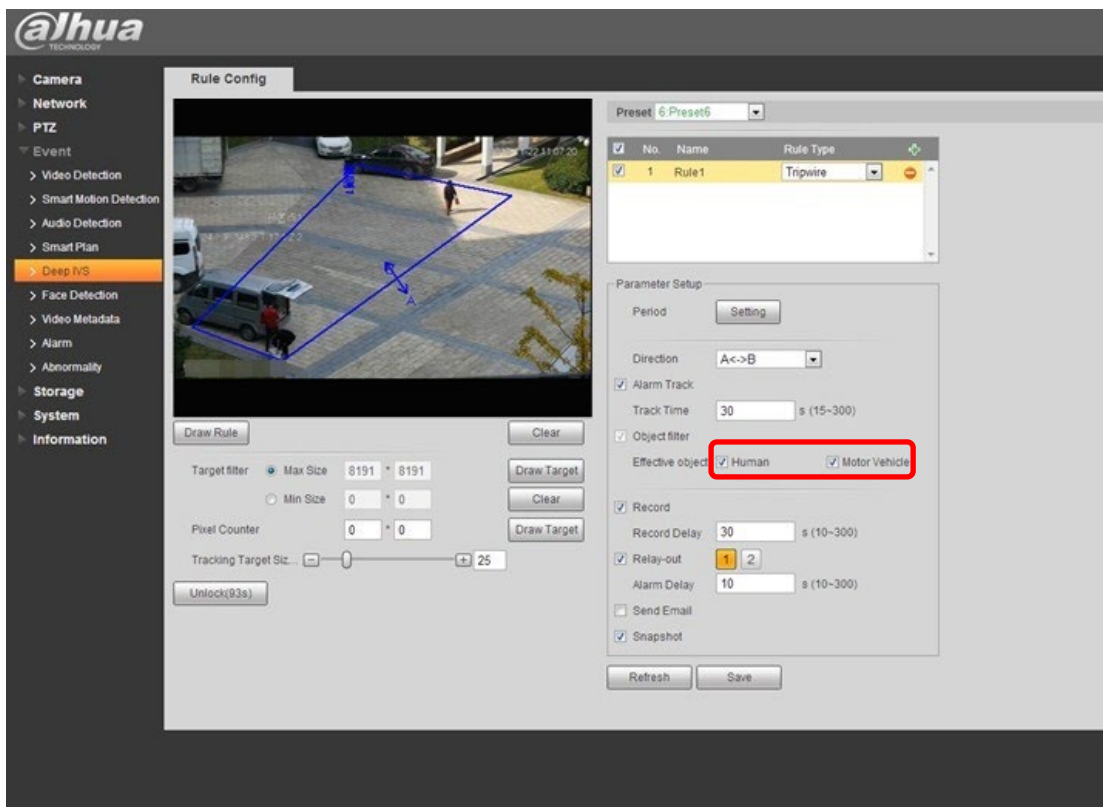 alhua
TECHNOLOGY
Camera
Network
PTZ
Event
Video Detection
Smart Motion Detection
Audio Detection
Smart Plan
Deep IVS
Face Detection
Video Metadata
Alarm
Abnormality
Storage
System
Information
Rule Config
11:07:20
A
Draw Rule
Clear
Target filter Max Size 8191 * 8191 Draw Target
Min Size 0 * 0 Clear
Pixel Counter 0 * 0 Draw Target
Tracking Target Siz... 25
Unlock(93s)
Preset 6:Preset6
No. Name Rule Type
1 Rule1 Tripwire
Parameter Setup
Period Setting
Direction A<->B
Alarm Track
Track Time 30 s (15~300)
Object filter
Effective object Human Motor Vehicle
Record
Record Delay 30 s (10~300)
Relay-out 1 2
Alarm Delay 10 s (10~300)
Send Email
Snapshot
Refresh Save